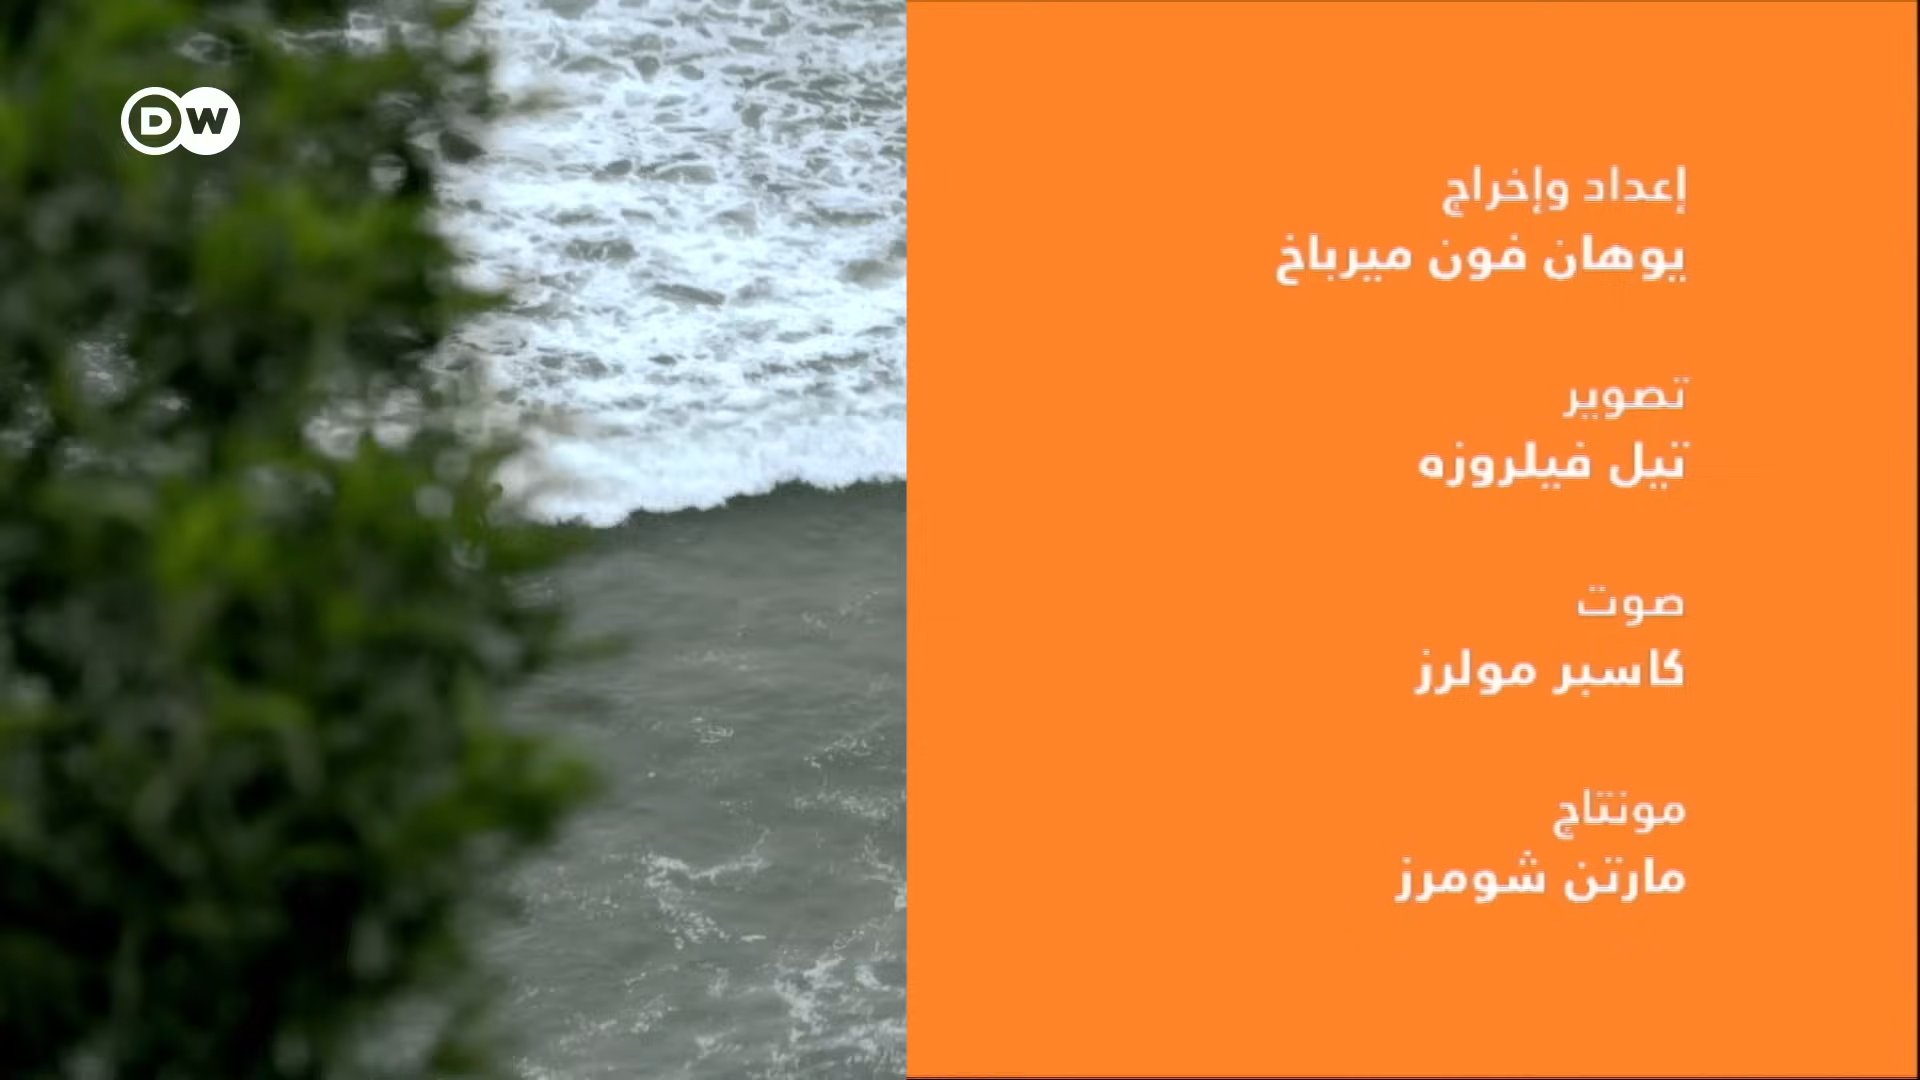 DW
إعداد وإخراج
يوهان فون ميرباخ
تصوير
تيل فيلروزه
صوت
كاسبر مولرز
مونتاج
مارتن شومرز